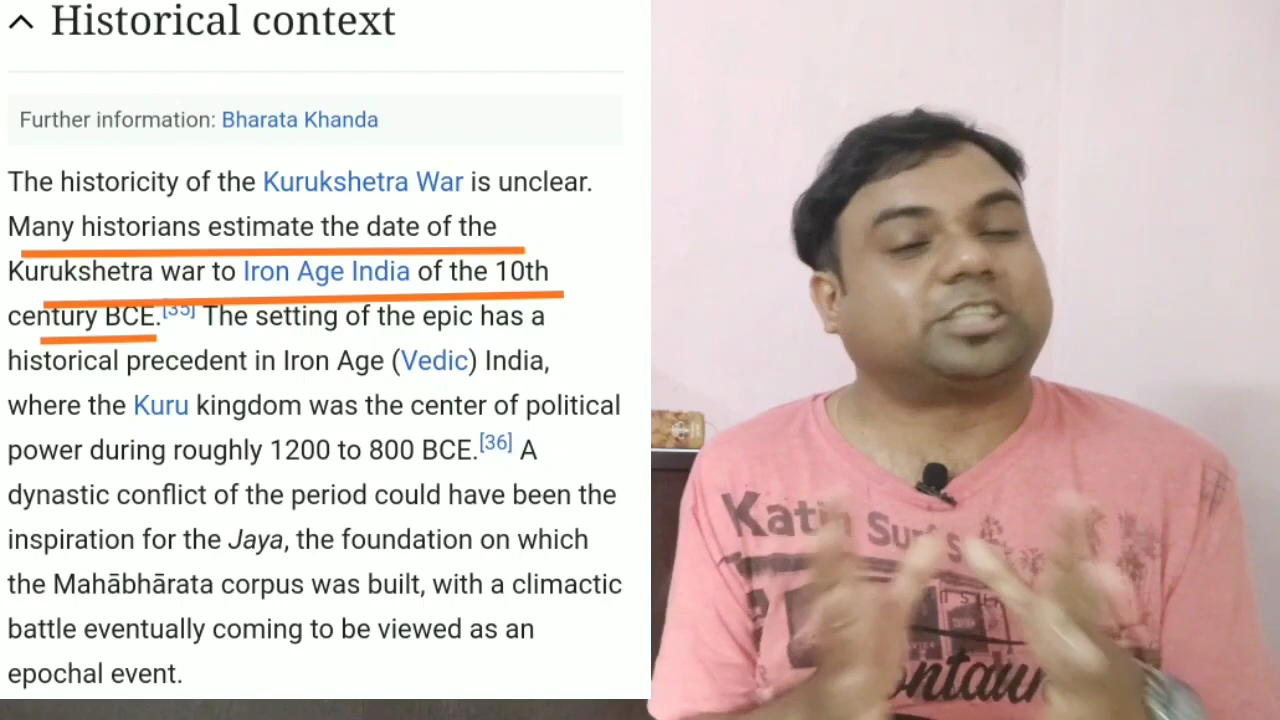 Historical context
Further information: Bharata Khanda
The historicity of the Kurukshetra War is unclear.
Many historians estimate the date of the
Kurukshetra war to Iron Age India of the 10th
century BCE.[35] The setting of the epic has a
historical precedent in Iron Age (Vedic) India,
where the Kuru kingdom was the center of political
power during roughly 1200 to 800 BCE.[36] A
dynastic conflict of the period could have been the
inspiration for the Jaya, the foundation on which
the Mahābhārata corpus was built, with a climactic
battle eventually coming to be viewed as an
epochal event.